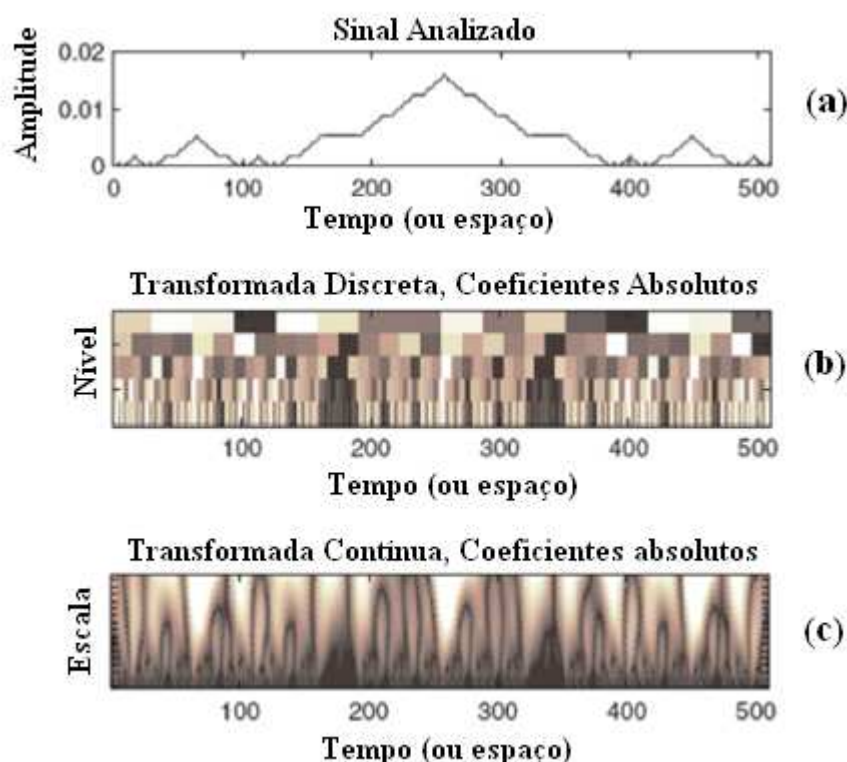 Sinal Analizado
0.02
0.01
0
Amplitude
(a)
0 100 200 300 400 500
Tempo (ou espaço)
Transformada Discreta, Coeficientes Absolutos
Nível
(b)
100 200 300 400 500
Tempo (ou espaço)
Transformada Contínua, Coeficientes absolutos
Escala
(c)
100 200 300 400 500
Tempo (ou espaço)